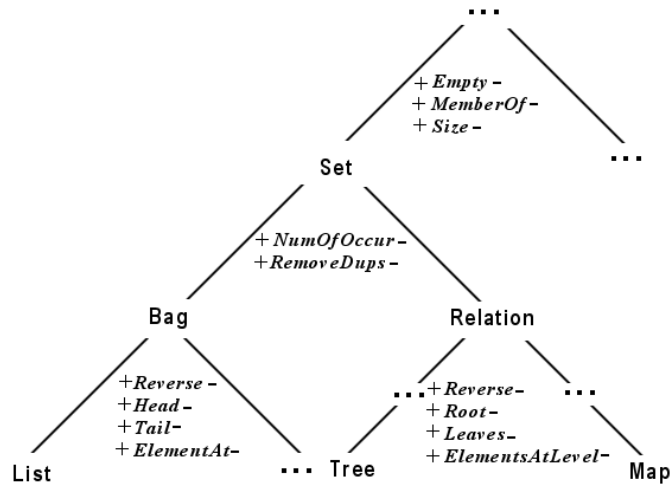 ...
+ Empty –
+ MemberOf –
+ Size –
...
Set
+ NumOfOccur –
+ RemoveDups –
Bag
Relation
+ Reverse –
+ Head –
+ Tail –
+ ElementAt –
... + Reverse – ...
+ Root –
+ Leaves –
+ ElementsAtLevel –
List ... Tree Map